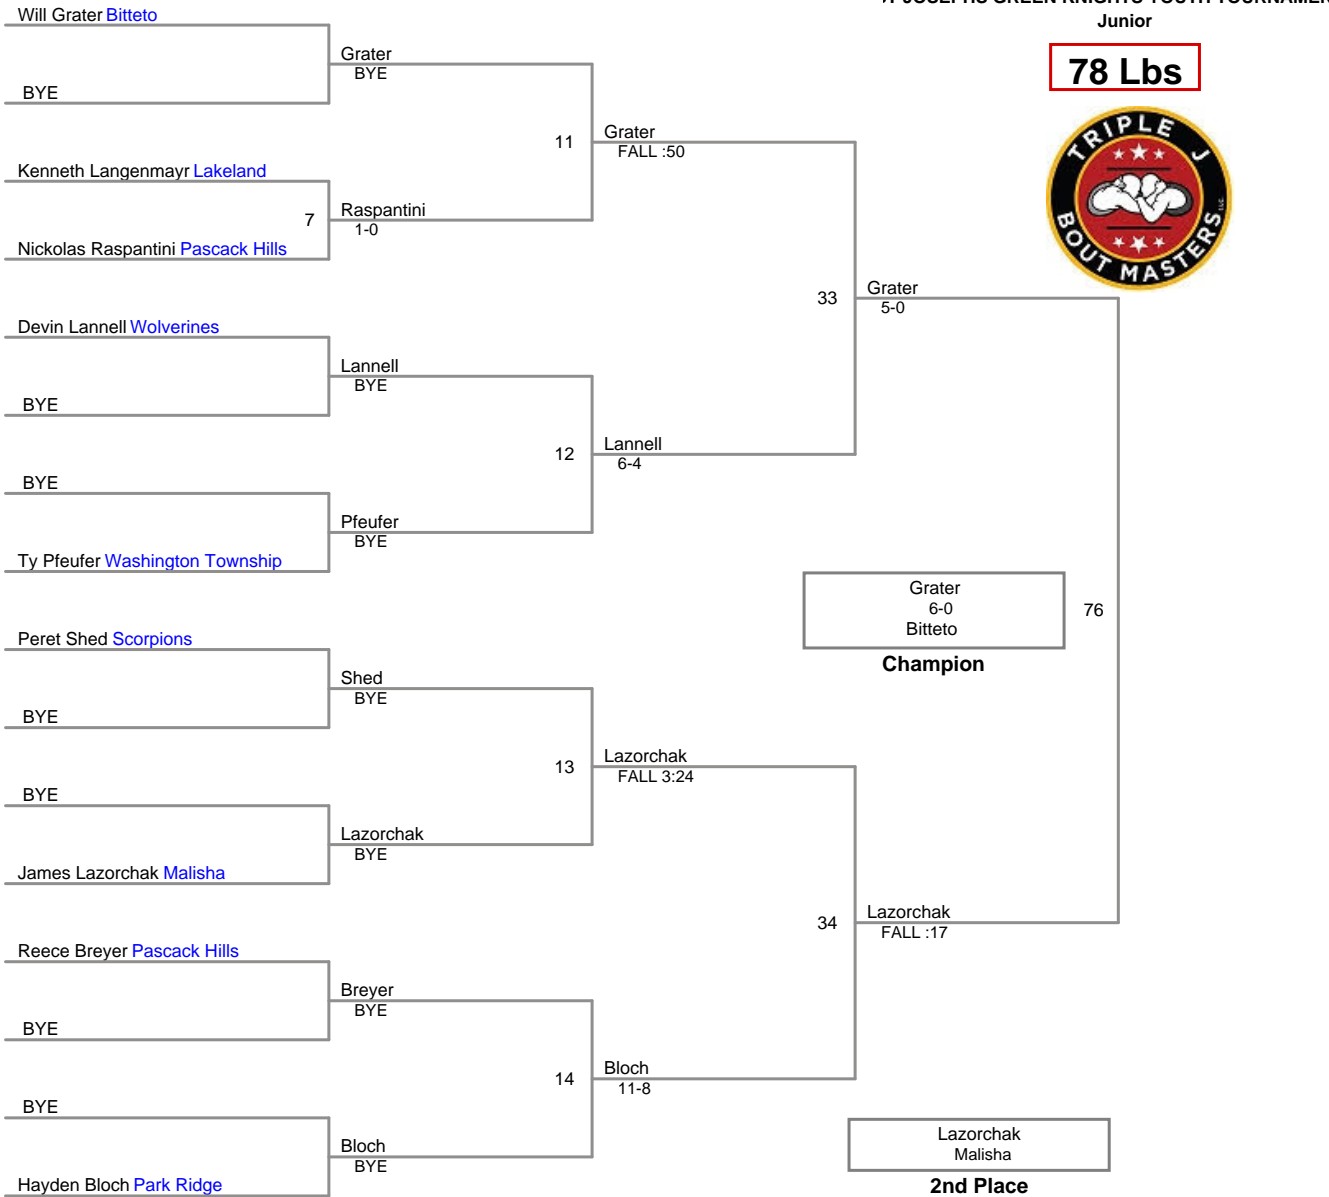 JOSEPHS GREEN KNIGHTS YOUTH
Junior
78 Lbs
TRIPLE J
BOUT MASTERS
Will Grater Bitteto
Grater
BYE
BYE
11
Grater
FALL :50
Kenneth Langenmayr Lakeland
7
Raspantini
1-0
Nickolas Raspantini Pascack Hills
33
Grater
5-0
Devin Lannell Wolverines
Lannell
BYE
BYE
12
Lannell
6-4
BYE
Pfeufer
BYE
Ty Pfeufer Washington Township
Grater
6-0
Bitteto
76
Champion
Peret Shed Scorpions
Shed
BYE
BYE
13
Lazorchak
FALL 3:24
BYE
Lazorchak
BYE
James Lazorchak Malisha
34
Lazorchak
FALL :17
Reece Breyer Pascack Hills
Breyer
BYE
BYE
14
Bloch
11-8
BYE
Bloch
BYE
Hayden Bloch Park Ridge
Lazorchak
Malisha
2nd Place